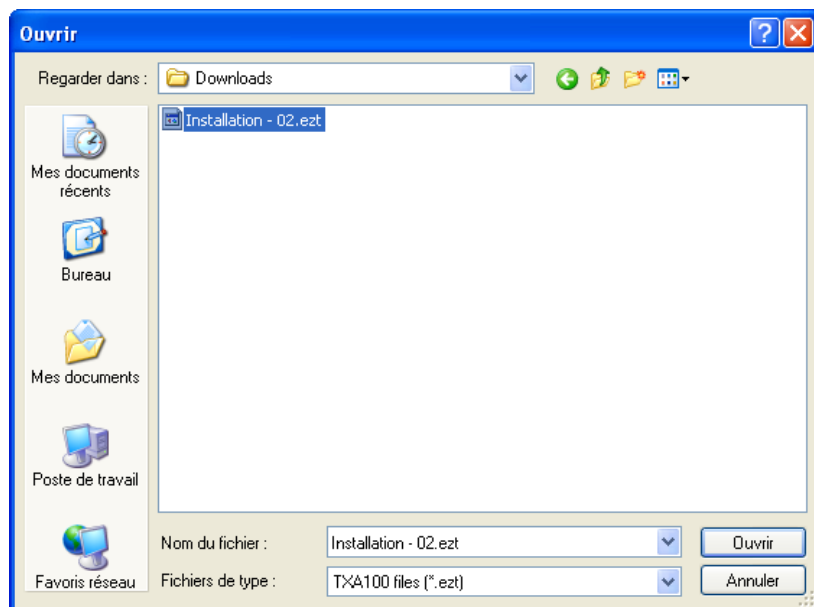 Ouvrir
Regarder dans :
Downloads
Installation - 02.ezt
Mes documents
récents
Bureau
Mes documents
Poste de travail
Favoris réseau
Nom du fichier :
Installation - 02.ezt
Ouvrir
Fichiers de type :
TXA100 files (*.ezt)
Annuler